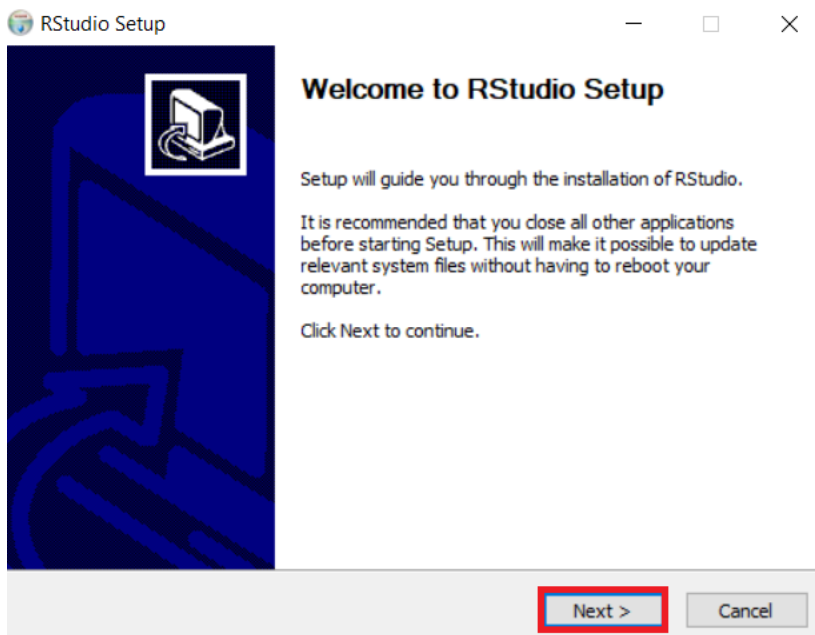 RStudio Setup
Welcome to RStudio Setup
Setup will guide you through the installation of RStudio.
It is recommended that you close all other applications
before starting Setup. This will make it possible to update
relevant system files without having to reboot your
computer.
Click Next to continue.
Next >
Cancel